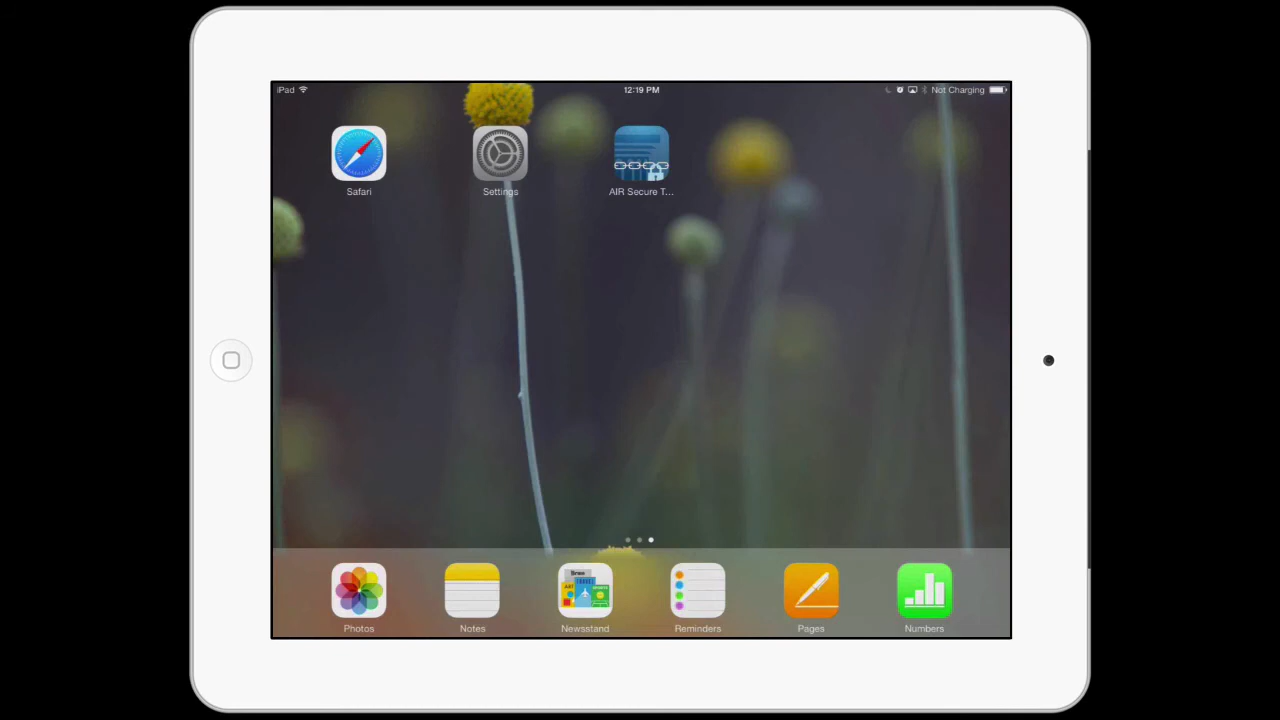 iPad 12:19 PM Not Charging
Safari Settings AIR Secure T...
Photos Notes Newsstand Reminders Pages Numbers